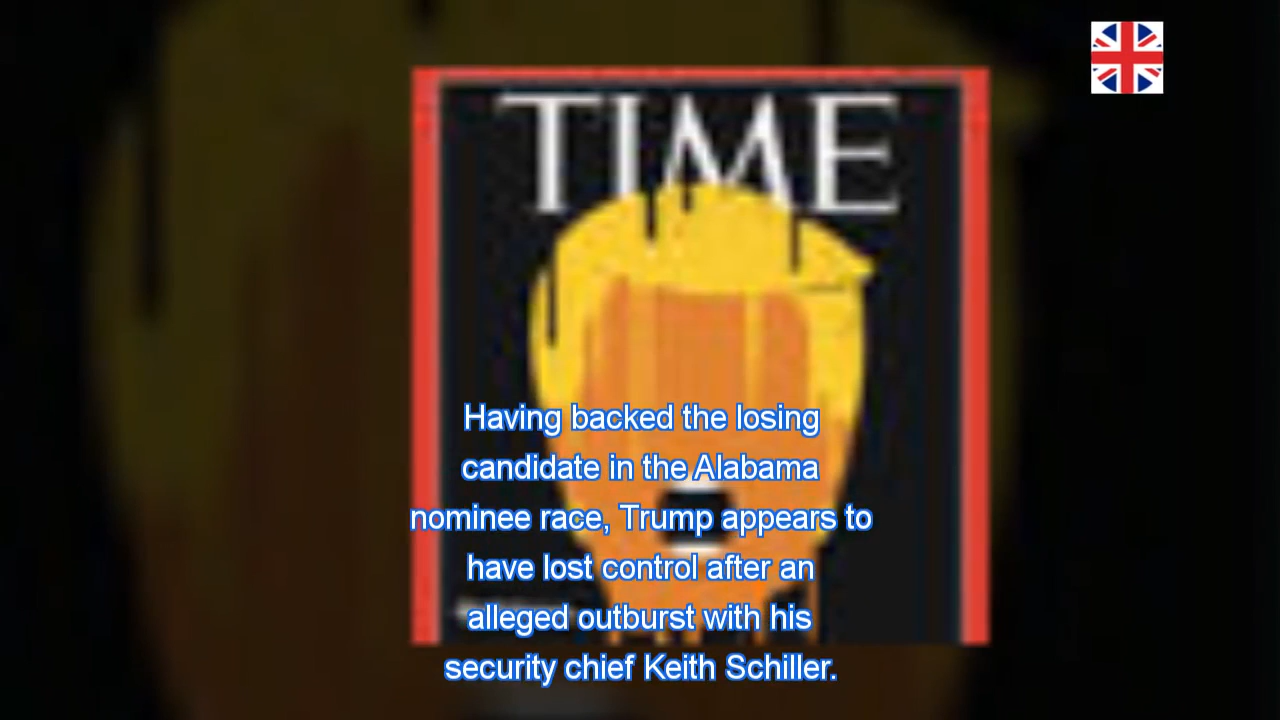 TIME
Having backed the losing
candidate in the Alabama
nominee race, Trump appears to
have lost control after an
alleged outburst with his
security chief Keith Schiller.